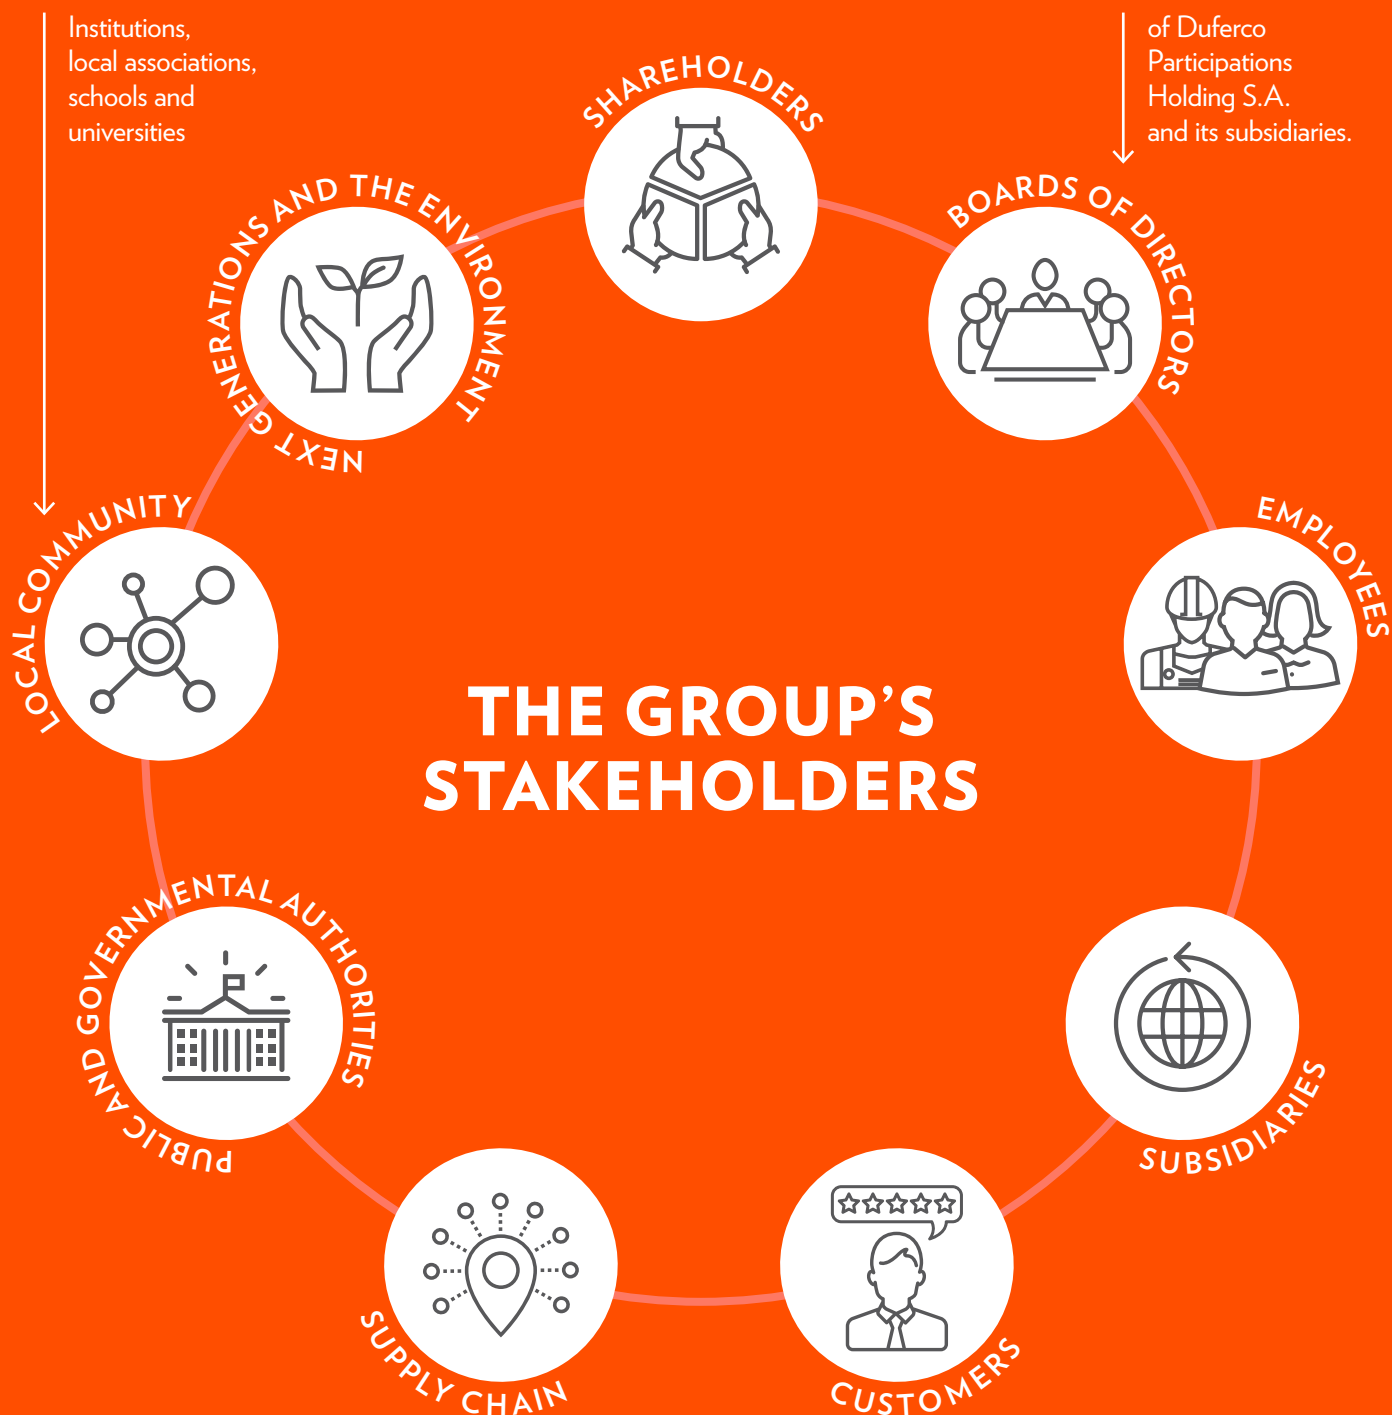 Institutions,
local associations,
schools and
universities
of Duferco
Participations
Holding S.A.
and its subsidiaries.
SHAREHOLDERS
BOARDS OF DIRECTORS
EMPLOYEES
SUBSIDIARIES
CUSTOMERS
SUPPLY CHAIN
PUBLIC AND GOVERNMENTAL AUTHORITIES
LOCAL COMMUNITY
NEXT GENERATIONS AND THE ENVIRONMENT
THE GROUP'S
STAKEHOLDERS